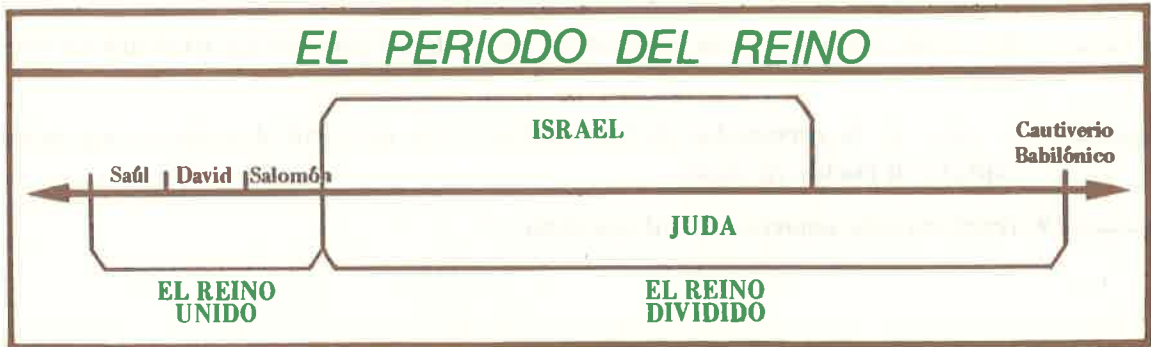 EL PERIODO DEL REINO
ISRAEL
Cautiverio
Babilónico
Saúl
David
Salomón
JUDA
EL REINO
UNIDO
EL REINO
DIVIDIDO